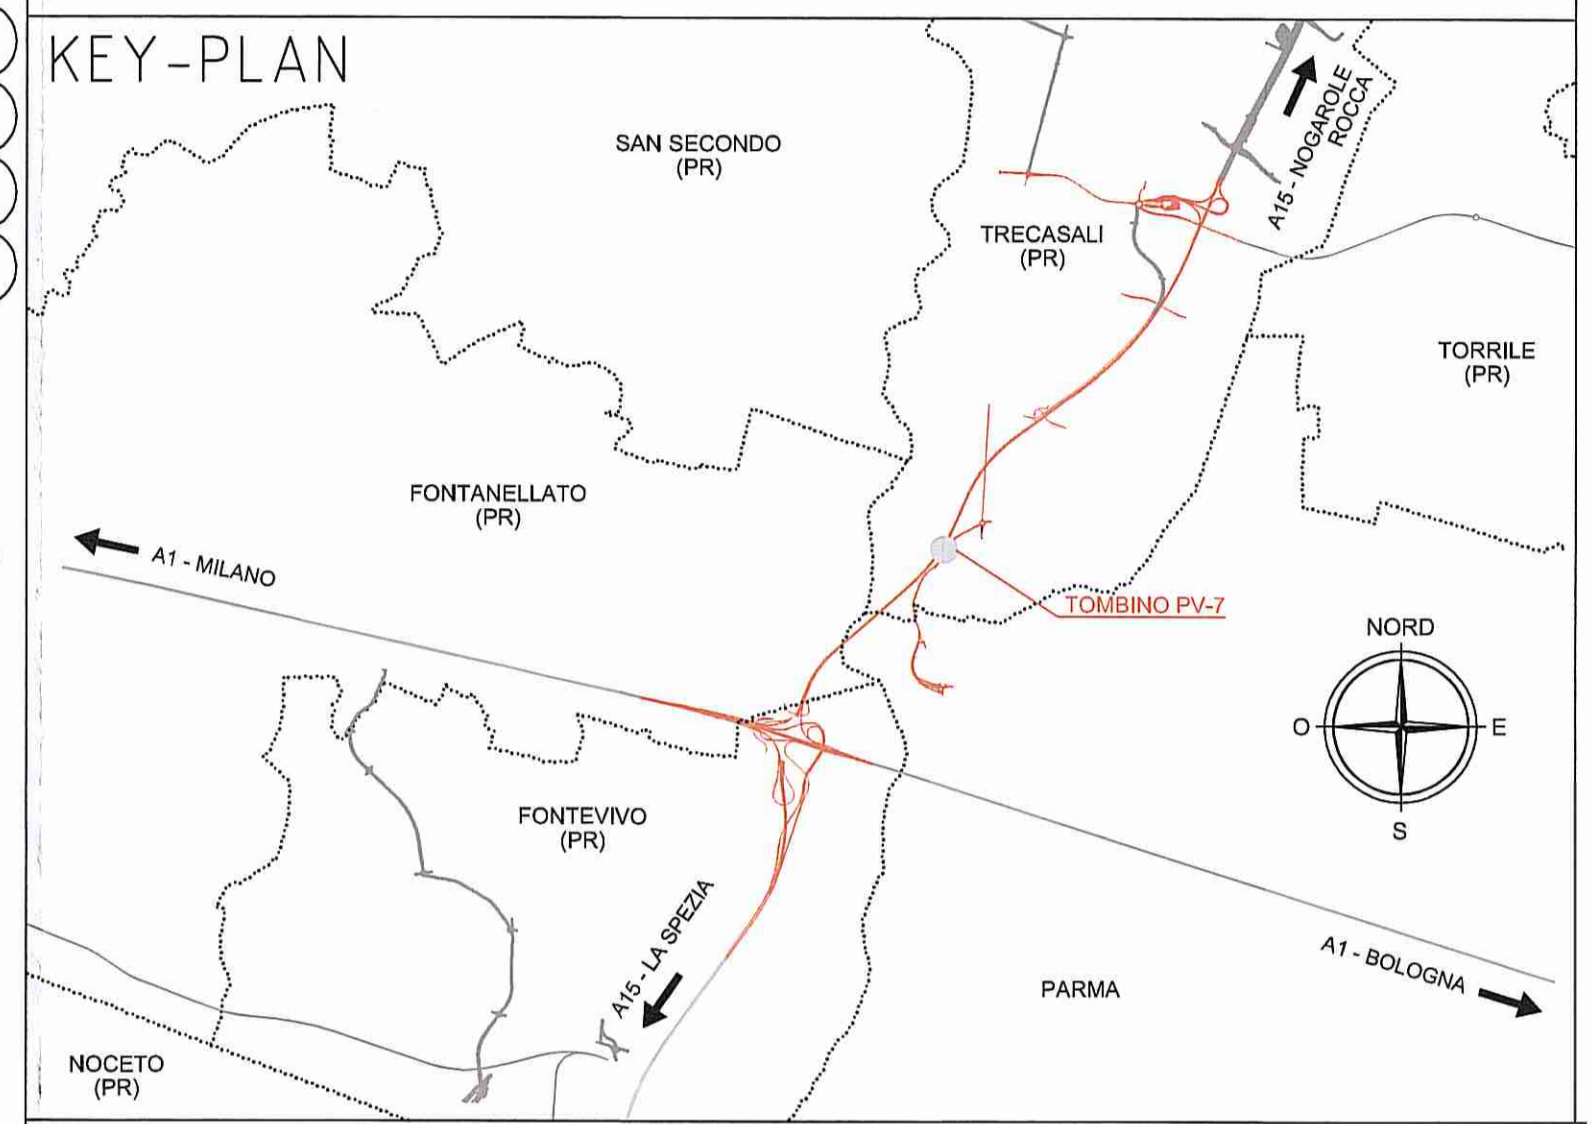 KEY-PLAN
SAN SECONDO
(PR)
A15 - NOGAROLE
ROCCA
TRECASALI
(PR)
TORRILE
(PR)
FONTANELLATO
(PR)
A1 - MILANO
TOMBINO PV-7
NORD
O
E
S
FONTEVIVO
(PR)
A15 - LA SPEZIA
A1 - BOLOGNA
PARMA
NOCETO
(PR)